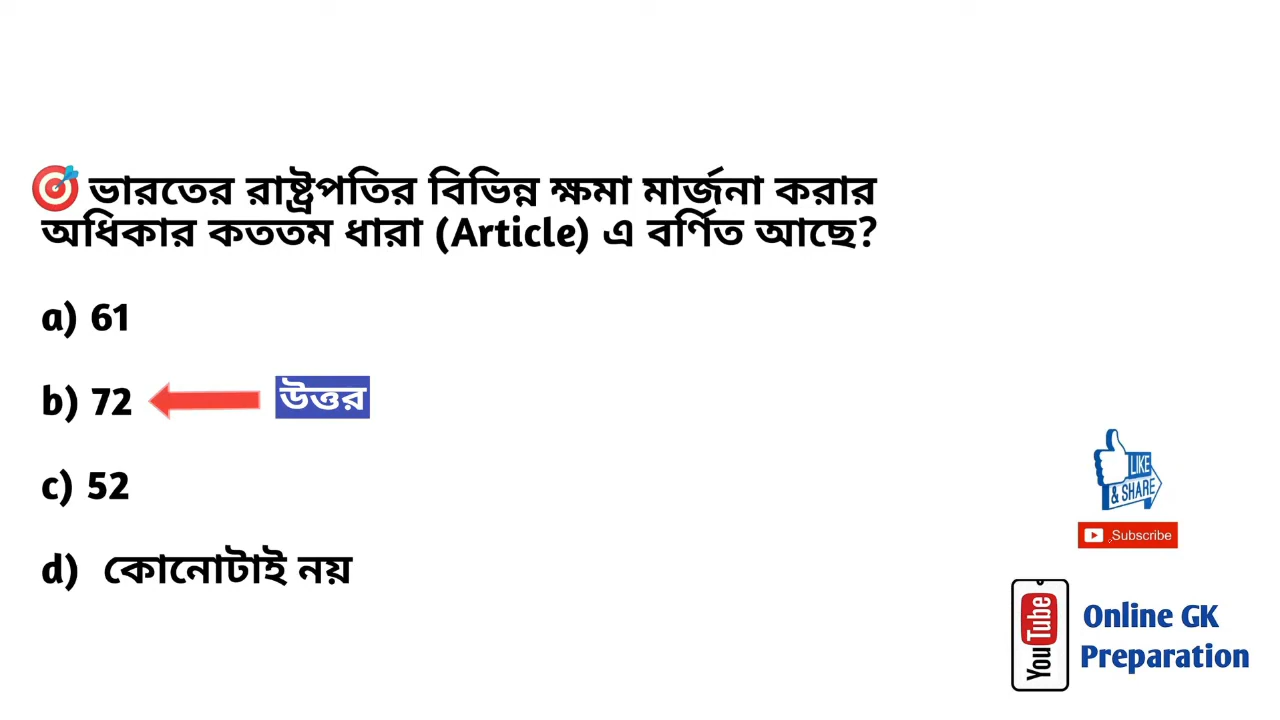 ভারতের রাষ্ট্রপতির বিভিন্ন ক্ষমা মার্জনা করার
অধিকার কততম ধারা (Article) এ বর্ণিত আছে?
a) 61
b) 72 উত্তর
c) 52
d) কোনোটাই নয়
LIKE
& SHARE
Subscribe
YouTube
Online GK
Preparation